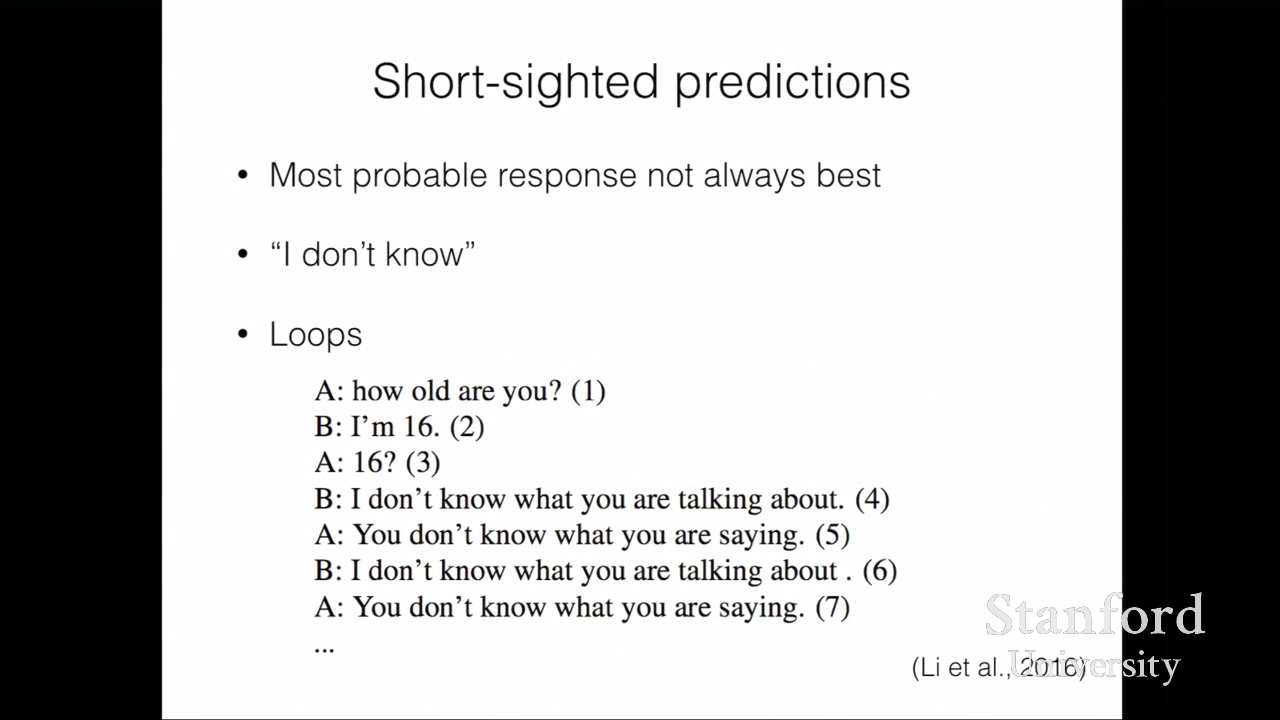 Short-sighted predictions
• Most probable response not always best
• “I don’t know”
• Loops
A: how old are you? (1)
B: I’m 16. (2)
A: 16? (3)
B: I don’t know what you are talking about. (4)
A: You don’t know what you are saying. (5)
B: I don’t know what you are talking about . (6)
A: You don’t know what you are saying. (7)
...
(Li et al., 2016)
Stanford
University